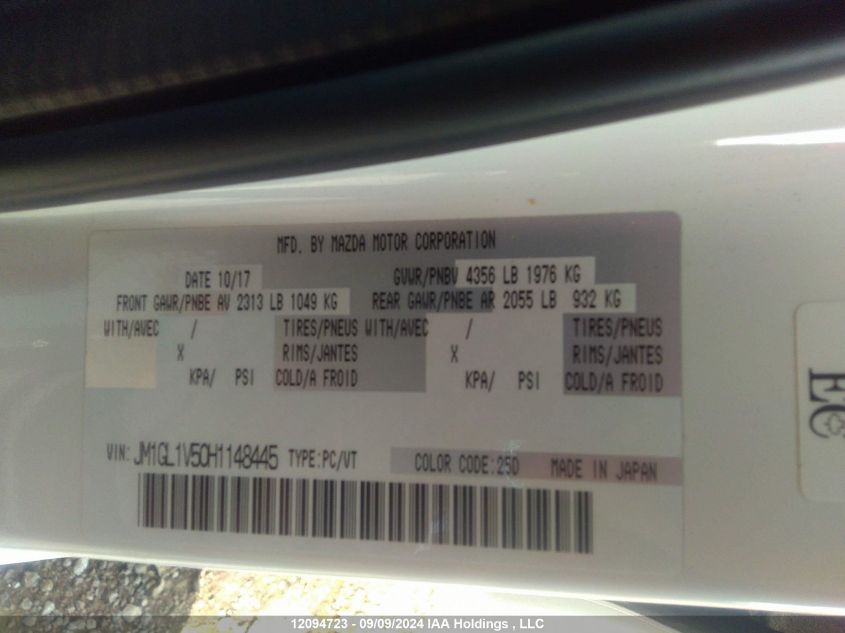 MFD. BY MAZDA MOTOR CORPORATION
DATE 10/17 GVWR/PNBV 4356 LB 1976 KG
FRONT GAWR/PNBE AV 2313 LB 1049 KG REAR GAWR/PNBE AR 2055 LB 932 KG
WITH/AVEC / TIRES/PNEUS WITH/AVEC / TIRES/PNEUS
X RIMS/JANTES X RIMS/JANTES
KPA/ PSI COLD/A FROID KPA/ PSI COLD/A FROID
VIN: JM1GL1V50H1148445 TYPE:PC/VT COLOR CODE:25D MADE IN JAPAN
EC
12094723 - 09/09/2024 IAA Holdings , LLC